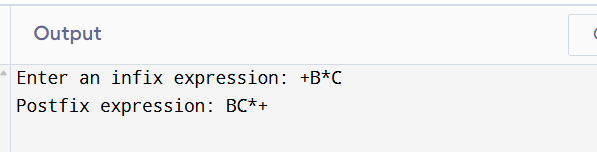 Output
Enter an infix expression: +B*C
Postfix expression: BC*+